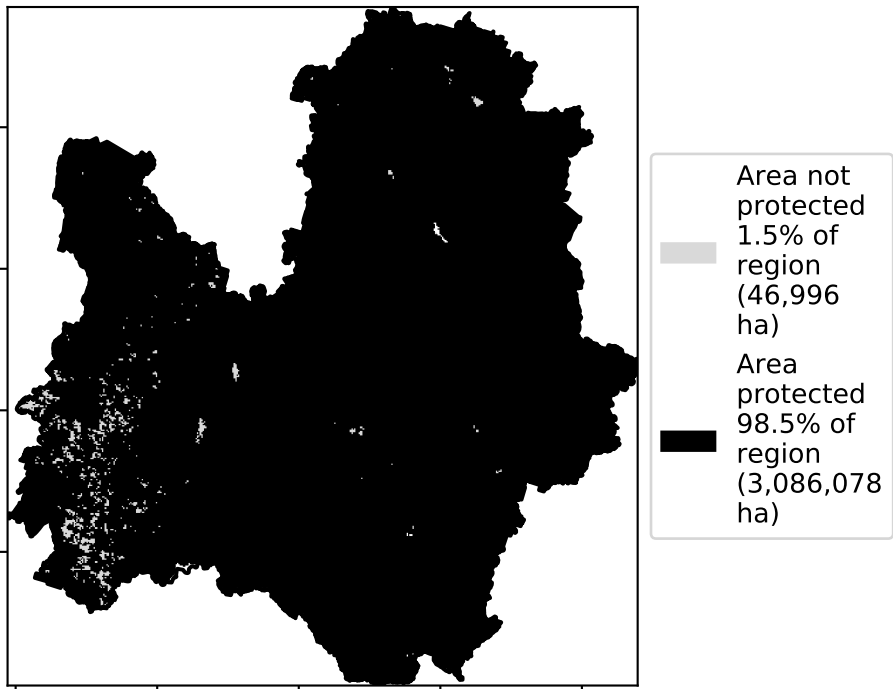 Area not
protected
1.5% of
region
(46,996
ha)
Area
protected
98.5% of
region
(3,086,078
ha)